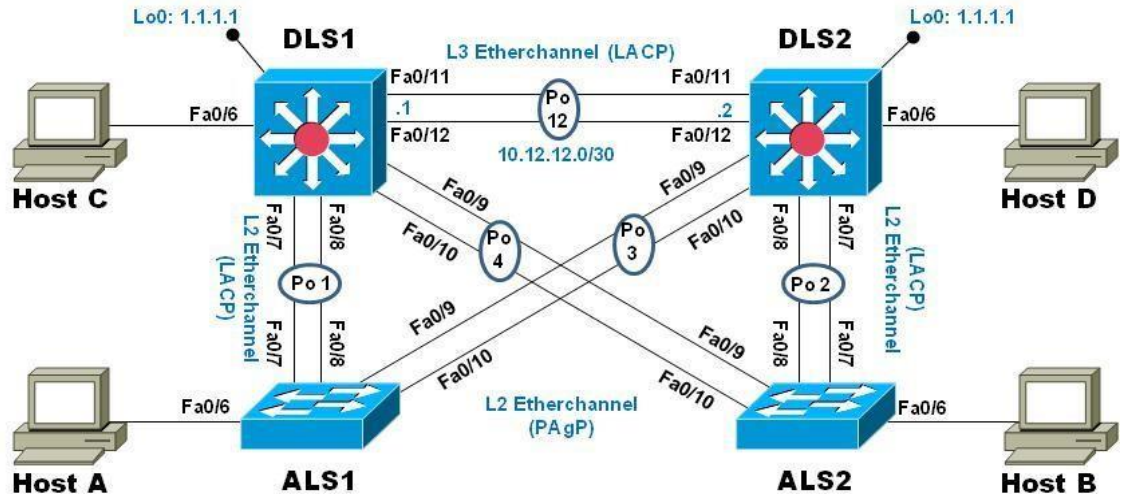 Lo0: 1.1.1.1
Lo0: 1.1.1.1
DLS1
DLS2
L3 Etherchannel (LACP)
Fa0/11
Fa0/11
Fa0/6
.1
Po
12
.2
Fa0/6
Fa0/12
Fa0/12
10.12.12.0/30
Host C
Host D
Fa0/7
Fa0/8
Fa0/9
Fa0/10
Po
4
Po
3
Fa0/9
Fa0/10
Fa0/8
Fa0/7
L2 Etherchannel
(LACP)
Po 1
Po 2
(LACP)
L2 Etherchannel
Fa0/7
Fa0/8
Fa0/9
Fa0/10
Fa0/9
Fa0/10
Fa0/8
Fa0/7
Fa0/6
L2 Etherchannel
(PAgP)
Fa0/6
Host A
ALS1
ALS2
Host B